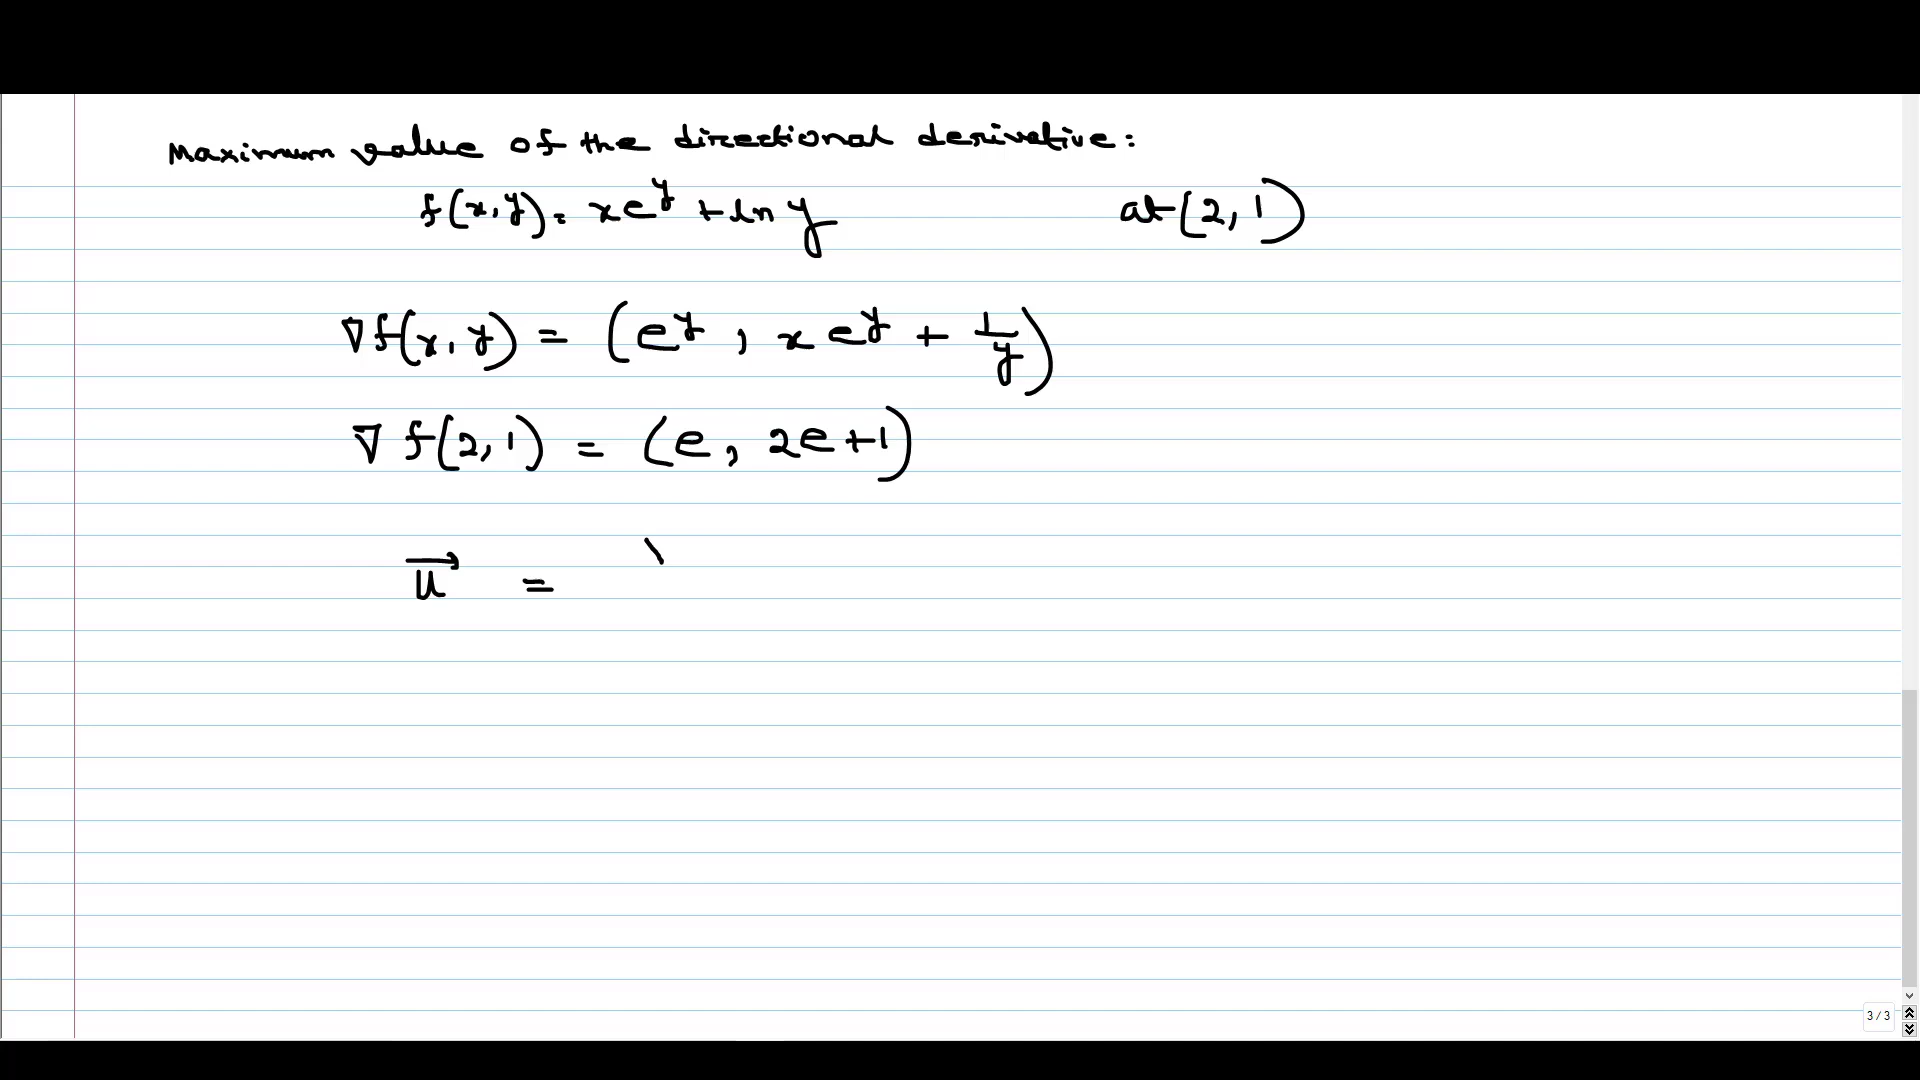 Maximum value of the directional derivative:
f(x,y) = xe^y + ln y at (2,1)
∇f(x,y) = (e^y, xe^y + 1/y)
∇f(2,1) = (e, 2e+1)
u⃗ =
3 / 3